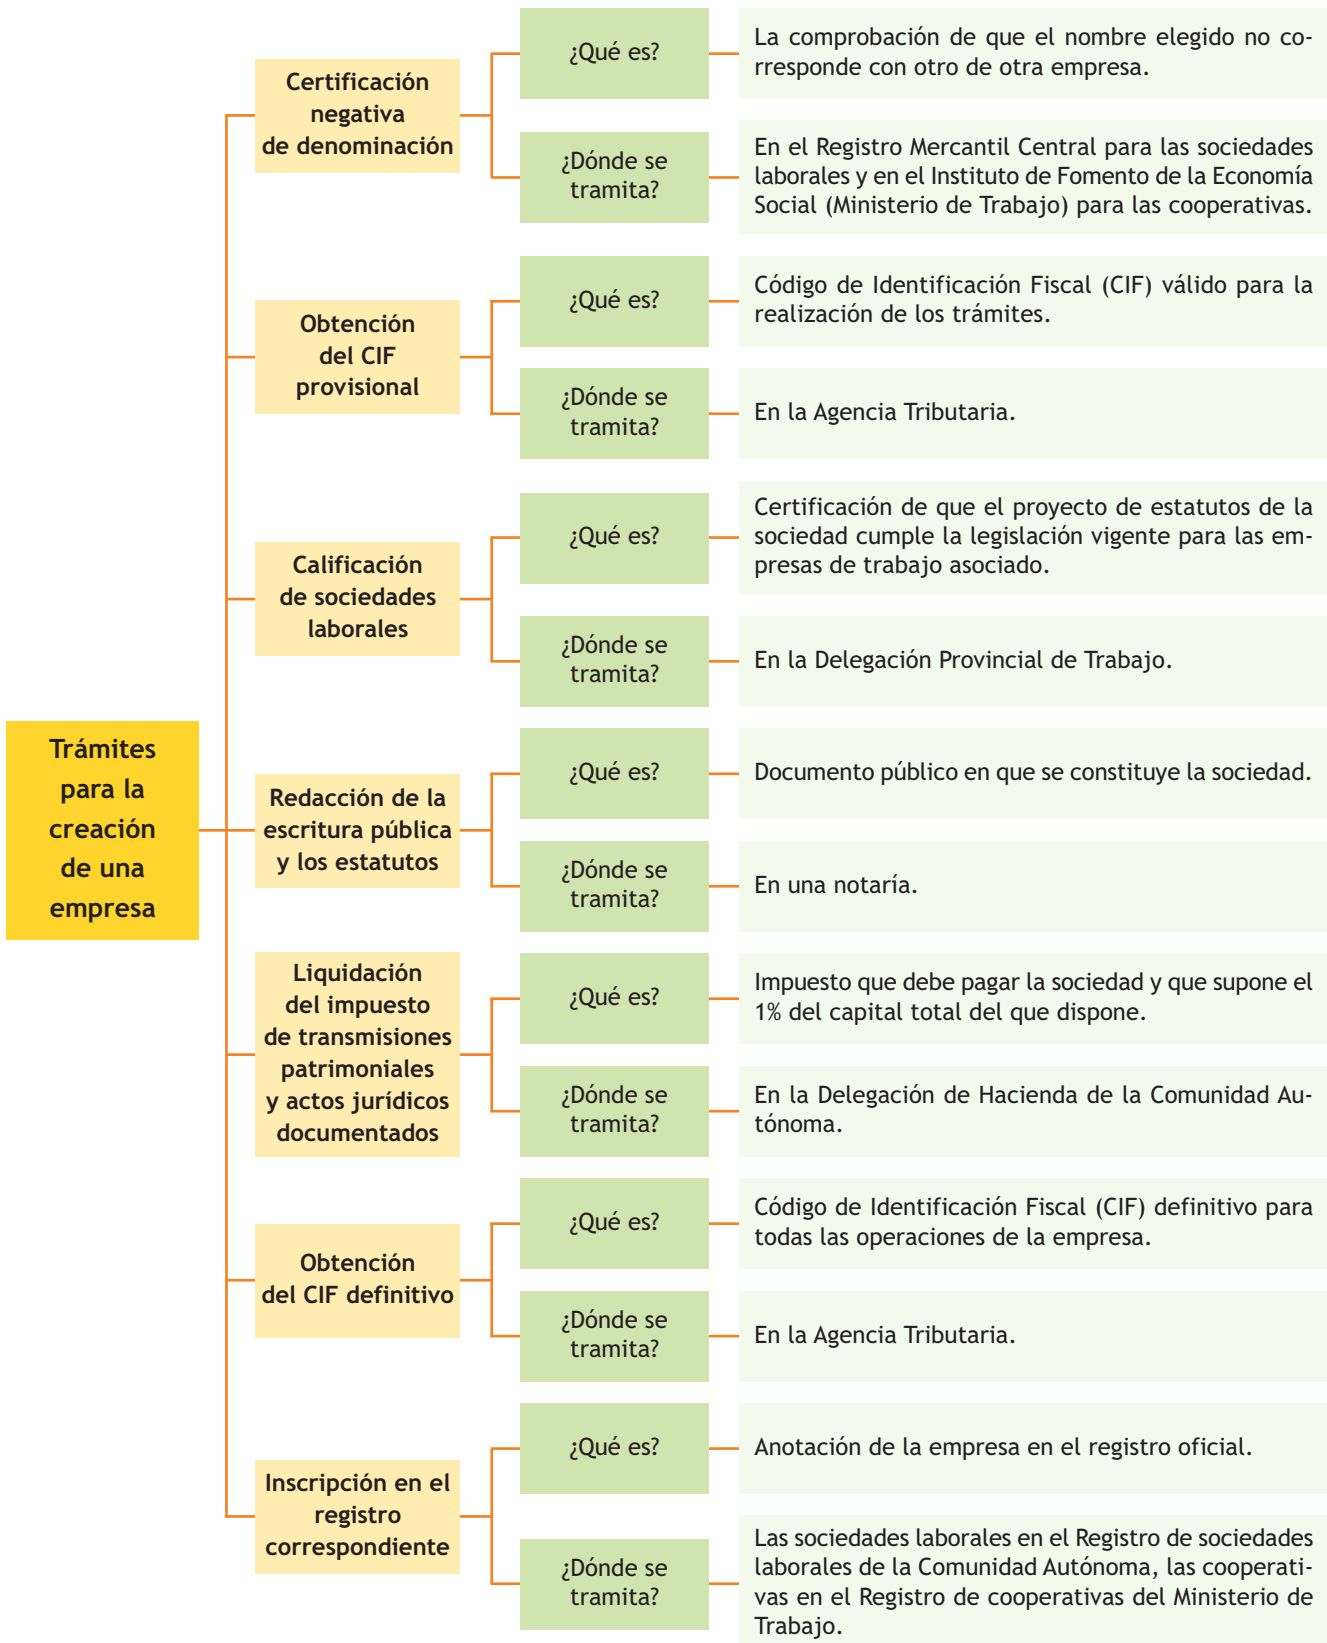 Trámites
para la
creación
de una
empresa
Certificación
negativa
de denominación
¿Qué es?
La comprobación de que el nombre elegido no co-
rresponde con otro de otra empresa.
¿Dónde se
tramita?
En el Registro Mercantil Central para las sociedades
laborales y en el Instituto de Fomento de la Economía
Social (Ministerio de Trabajo) para las cooperativas.
Obtención
del CIF
provisional
¿Qué es?
Código de Identificación Fiscal (CIF) válido para la
realización de los trámites.
¿Dónde se
tramita?
En la Agencia Tributaria.
Calificación
de sociedades
laborales
¿Qué es?
Certificación de que el proyecto de estatutos de la
sociedad cumple la legislación vigente para las em-
presas de trabajo asociado.
¿Dónde se
tramita?
En la Delegación Provincial de Trabajo.
Redacción de la
escritura pública
y los estatutos
¿Qué es?
Documento público en que se constituye la sociedad.
¿Dónde se
tramita?
En una notaría.
Liquidación
del impuesto
de transmisiones
patrimoniales
y actos jurídicos
documentados
¿Qué es?
Impuesto que debe pagar la sociedad y que supone el
1% del capital total del que dispone.
¿Dónde se
tramita?
En la Delegación de Hacienda de la Comunidad Au-
tónoma.
Obtención
del CIF definitivo
¿Qué es?
Código de Identificación Fiscal (CIF) definitivo para
todas las operaciones de la empresa.
¿Dónde se
tramita?
En la Agencia Tributaria.
Inscripción en el
registro
correspondiente
¿Qué es?
Anotación de la empresa en el registro oficial.
¿Dónde se
tramita?
Las sociedades laborales en el Registro de sociedades
laborales de la Comunidad Autónoma, las cooperati-
vas en el Registro de cooperativas del Ministerio de
Trabajo.